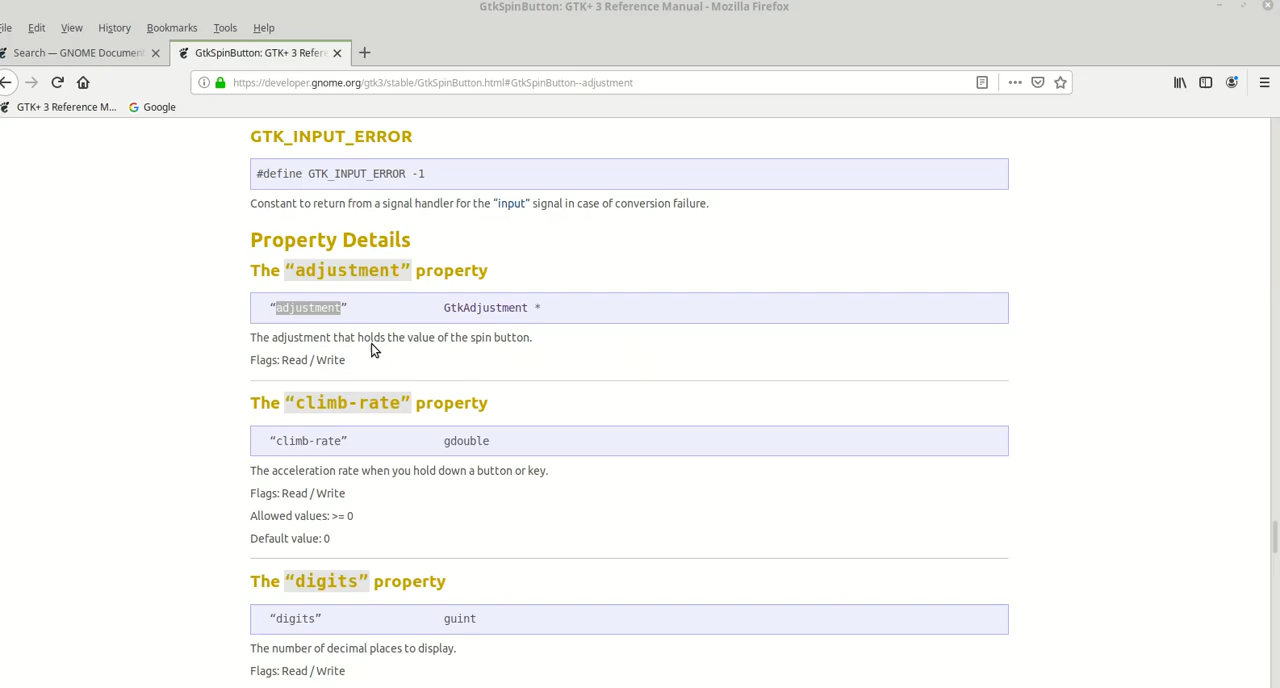 GtkSpinButton: GTK+ 3 Reference Manual - Mozilla Firefox
File Edit View History Bookmarks Tools Help
Search — GNOME Document
GtkSpinButton: GTK+ 3 Refere
https://developer.gnome.org/gtk3/stable/GtkSpinButton.html#GtkSpinButton--adjustment
GTK+ 3 Reference M... Google
GTK_INPUT_ERROR
#define GTK_INPUT_ERROR -1
Constant to return from a signal handler for the “input” signal in case of conversion failure.
Property Details
The “adjustment” property
“adjustment” GtkAdjustment *
The adjustment that holds the value of the spin button.
Flags: Read / Write
The “climb-rate” property
“climb-rate” gdouble
The acceleration rate when you hold down a button or key.
Flags: Read / Write
Allowed values: >= 0
Default value: 0
The “digits” property
“digits” guint
The number of decimal places to display.
Flags: Read / Write